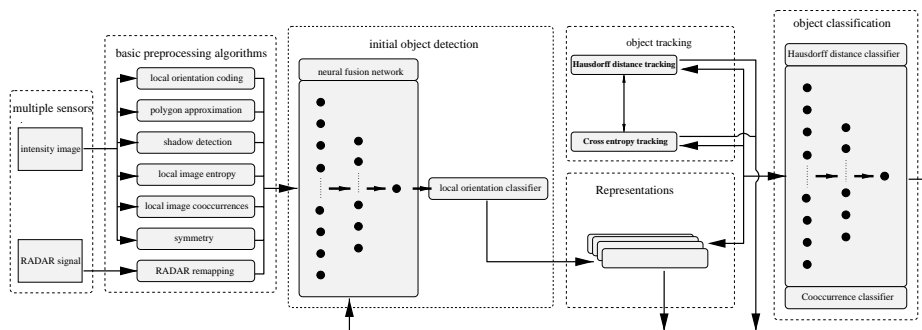 multiple sensors
intensity image
RADAR signal
basic preprocessing algorithms
local orientation coding
polygon approximation
shadow detection
local image entropy
local image cooccurrences
symmetry
RADAR remapping
initial object detection
neural fusion network
local orientation classifier
object tracking
Hausdorff distance tracking
Cross entropy tracking
Representations
object classification
Hausdorff distance classifier
Cooccurrence classifier